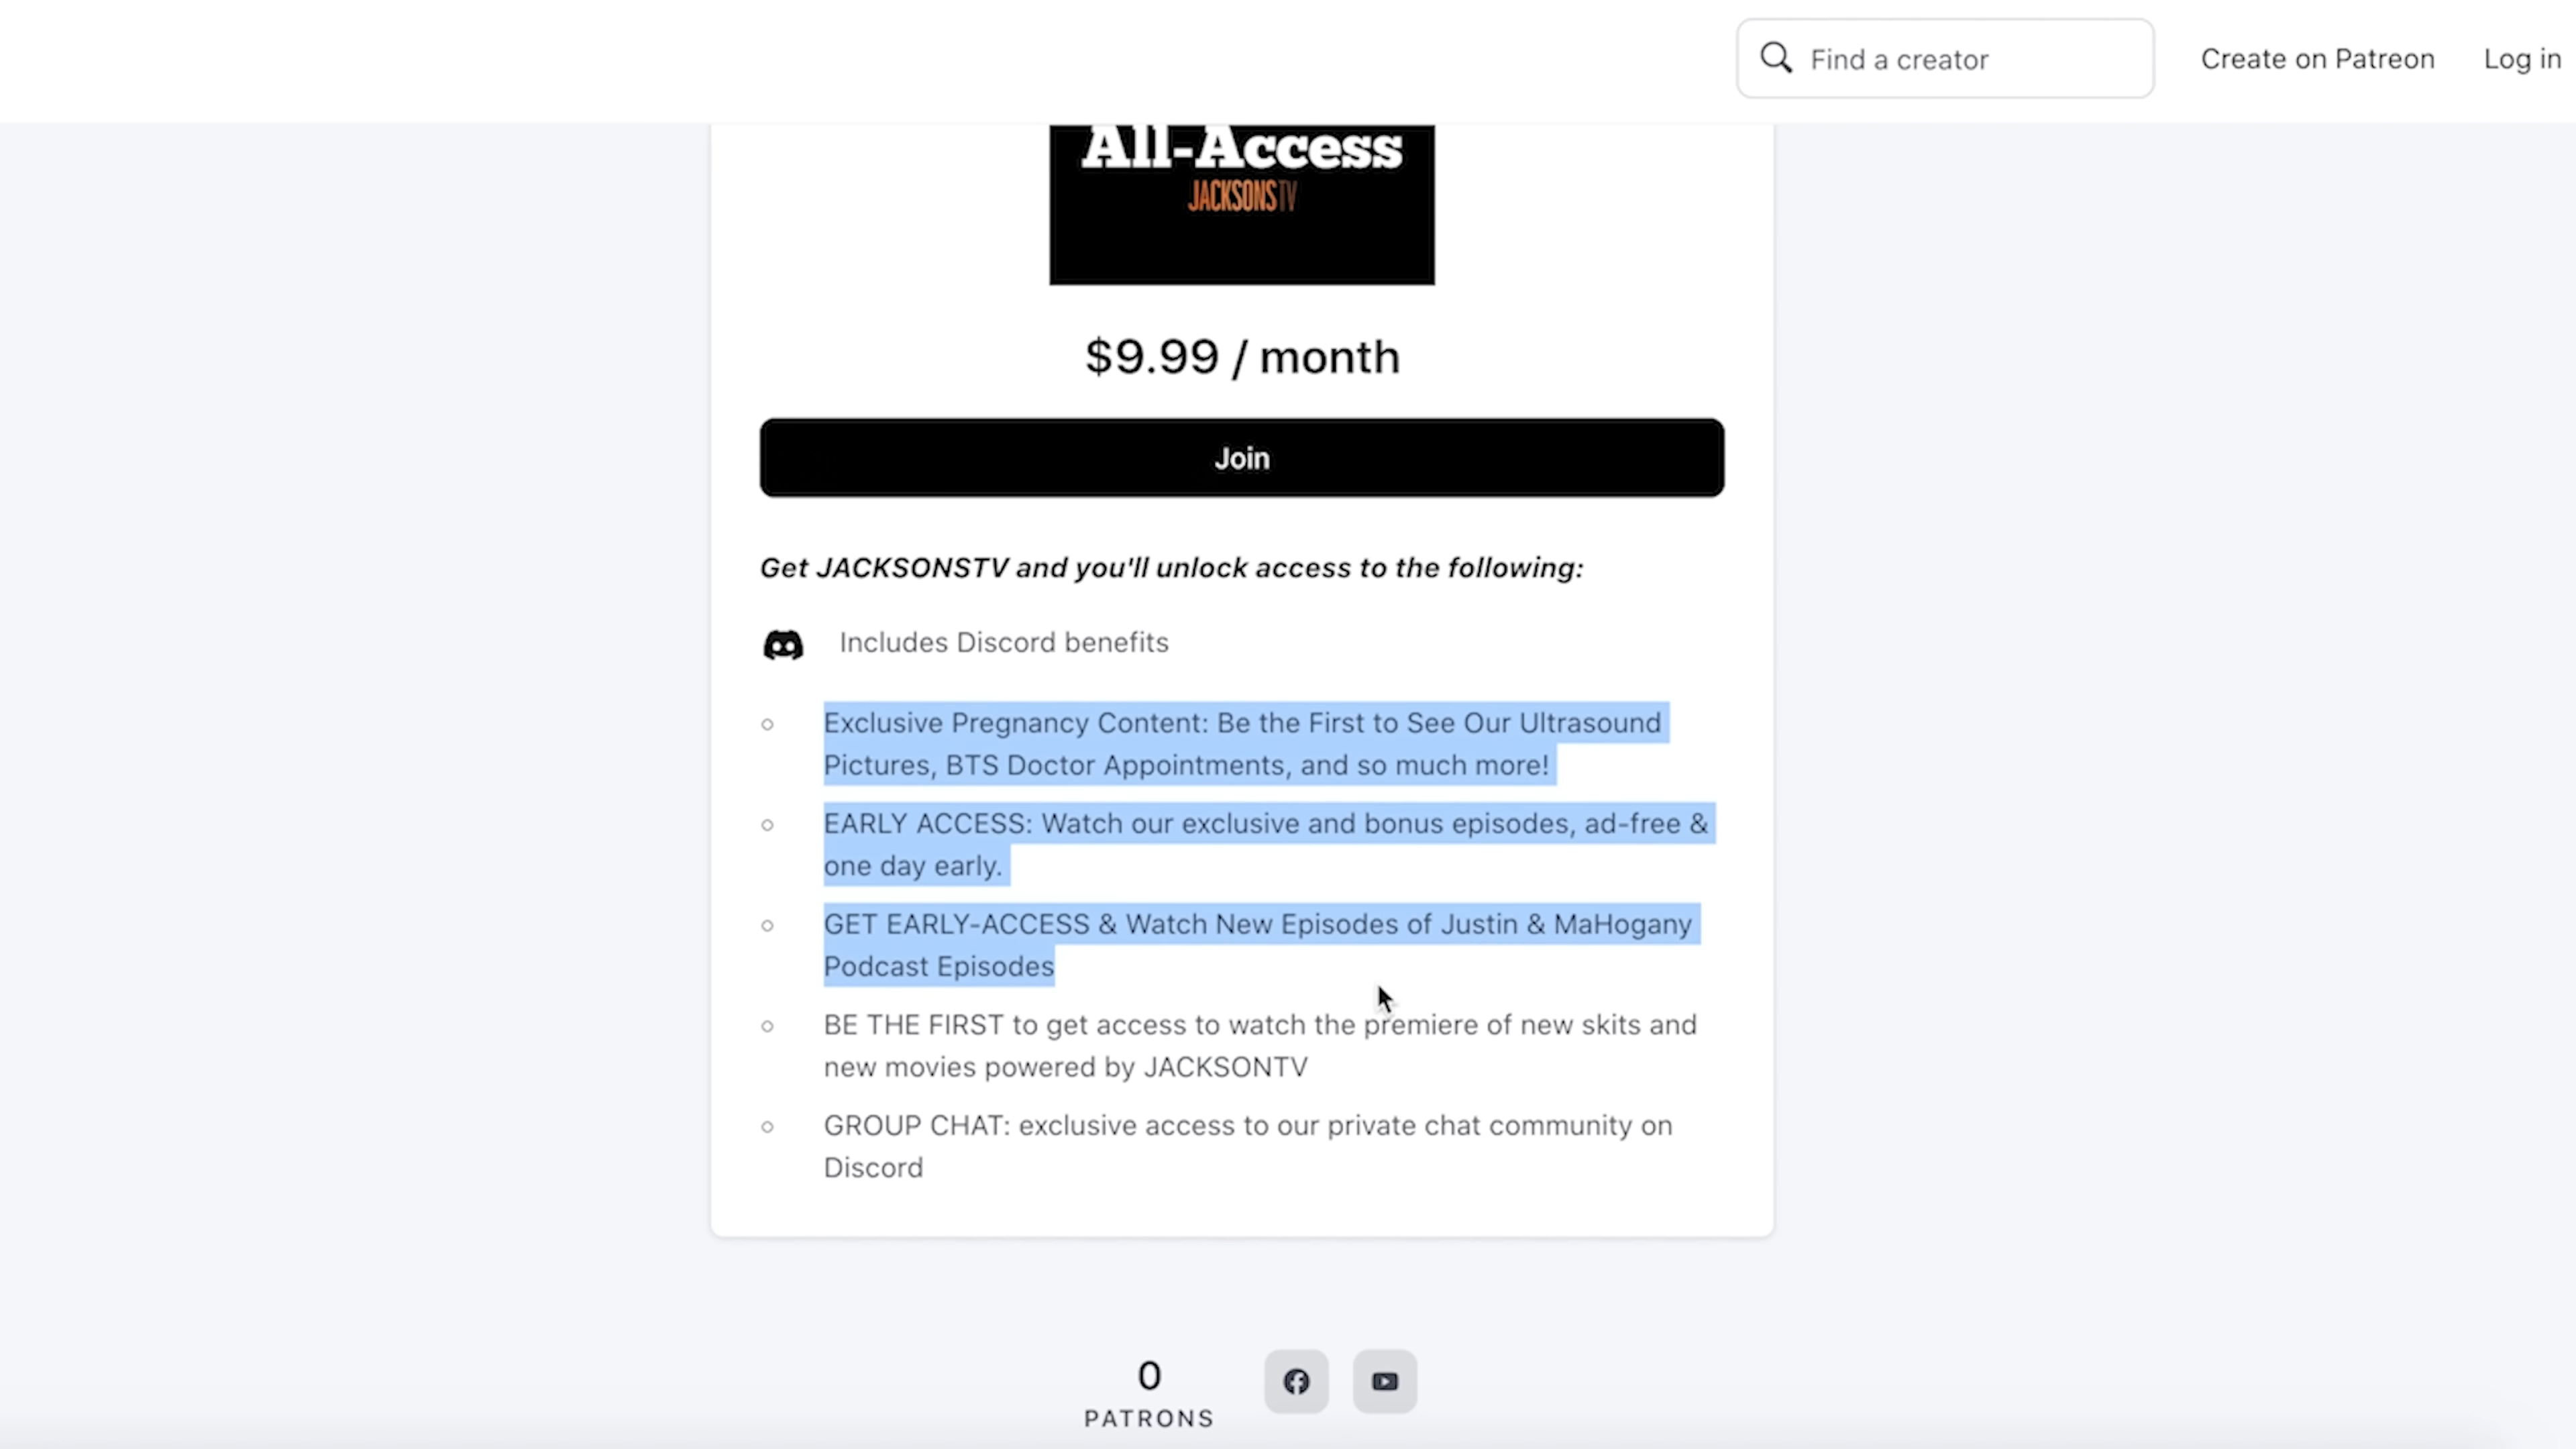 Find a creator
Create on Patreon
Log in
All-Access
JACKSONSTV
$9.99 / month
Join
Get JACKSONSTV and you'll unlock access to the following:
Includes Discord benefits
Exclusive Pregnancy Content: Be the First to See Our Ultrasound
Pictures, BTS Doctor Appointments, and so much more!
EARLY ACCESS: Watch our exclusive and bonus episodes, ad-free &
one day early.
GET EARLY-ACCESS & Watch New Episodes of Justin & MaHogany
Podcast Episodes
BE THE FIRST to get access to watch the premiere of new skits and
new movies powered by JACKSONTV
GROUP CHAT: exclusive access to our private chat community on
Discord
0
PATRONS